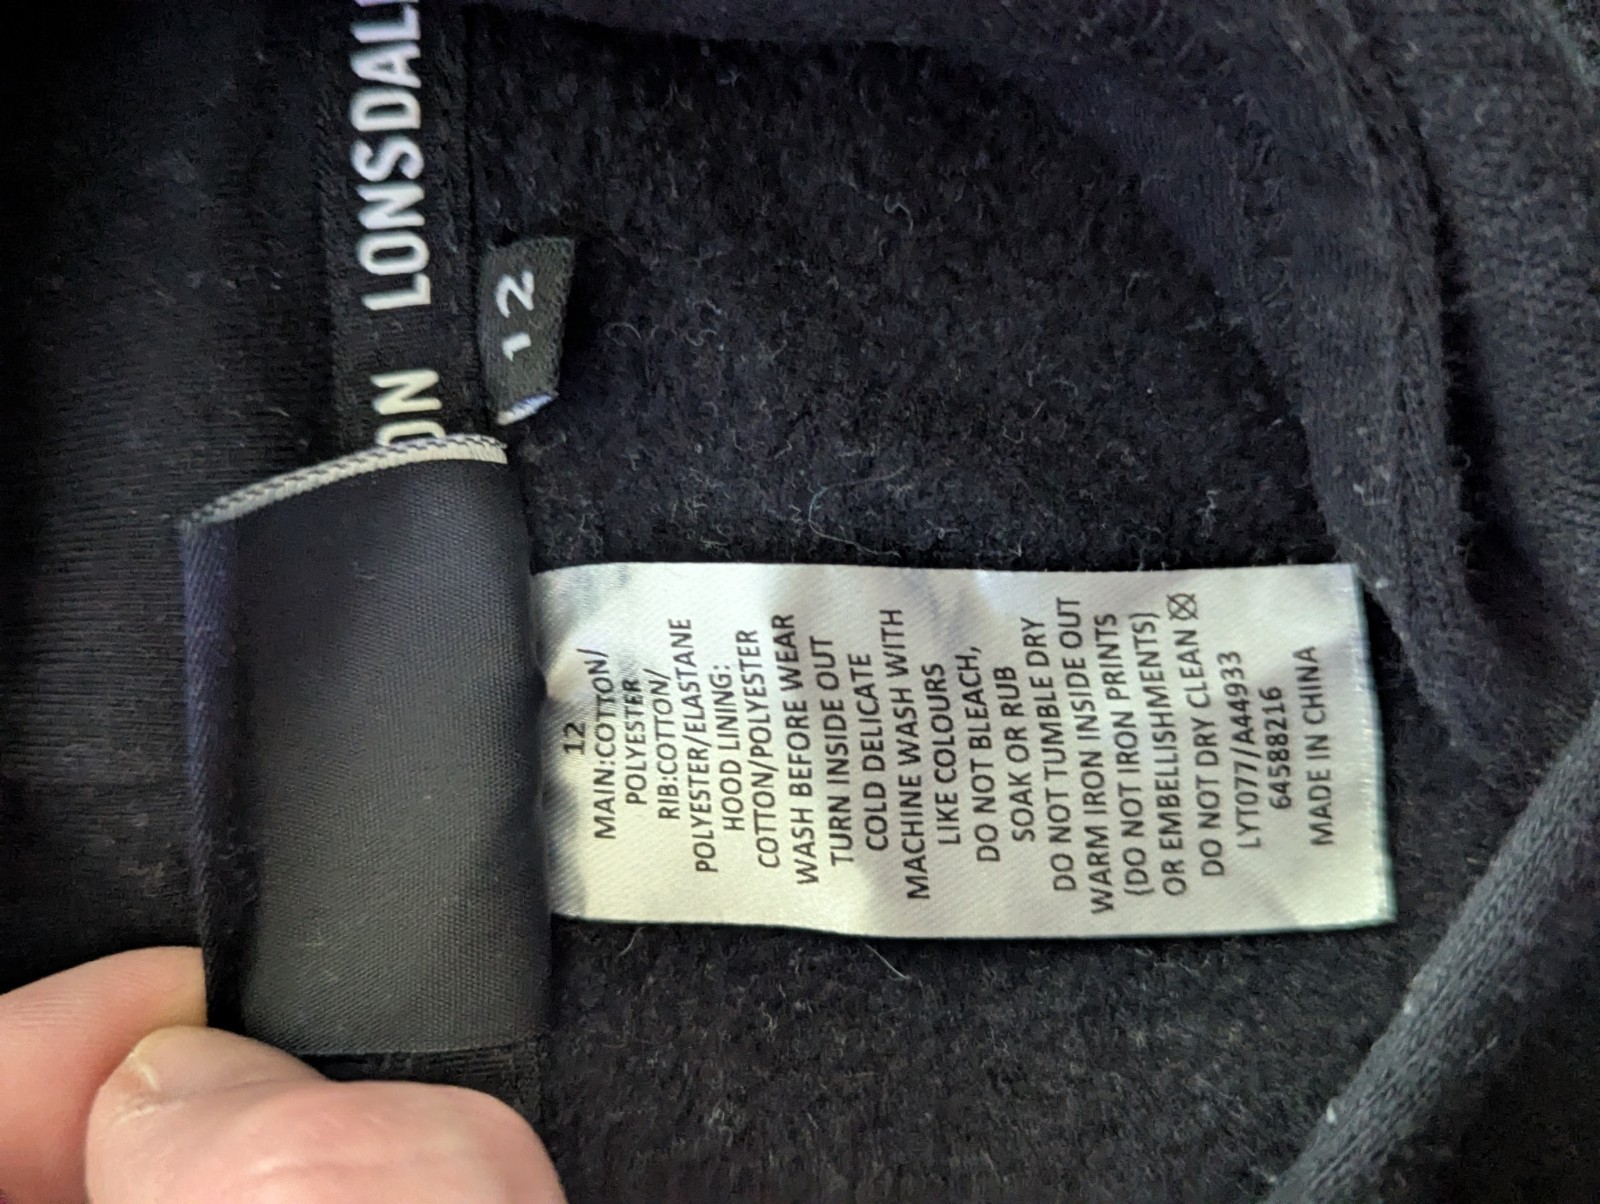 LONSDAL
ON
12
12
MAIN:COTTON/
POLYESTER
RIB:COTTON/
POLYESTER/ELASTANE
HOOD LINING:
COTTON/POLYESTER
WASH BEFORE WEAR
TURN INSIDE OUT
COLD DELICATE
MACHINE WASH WITH
LIKE COLOURS
DO NOT BLEACH,
SOAK OR RUB
DO NOT TUMBLE DRY
WARM IRON INSIDE OUT
(DO NOT IRON PRINTS
OR EMBELLISHMENTS)
DO NOT DRY CLEAN
LYT077/A44933
64588216
MADE IN CHINA